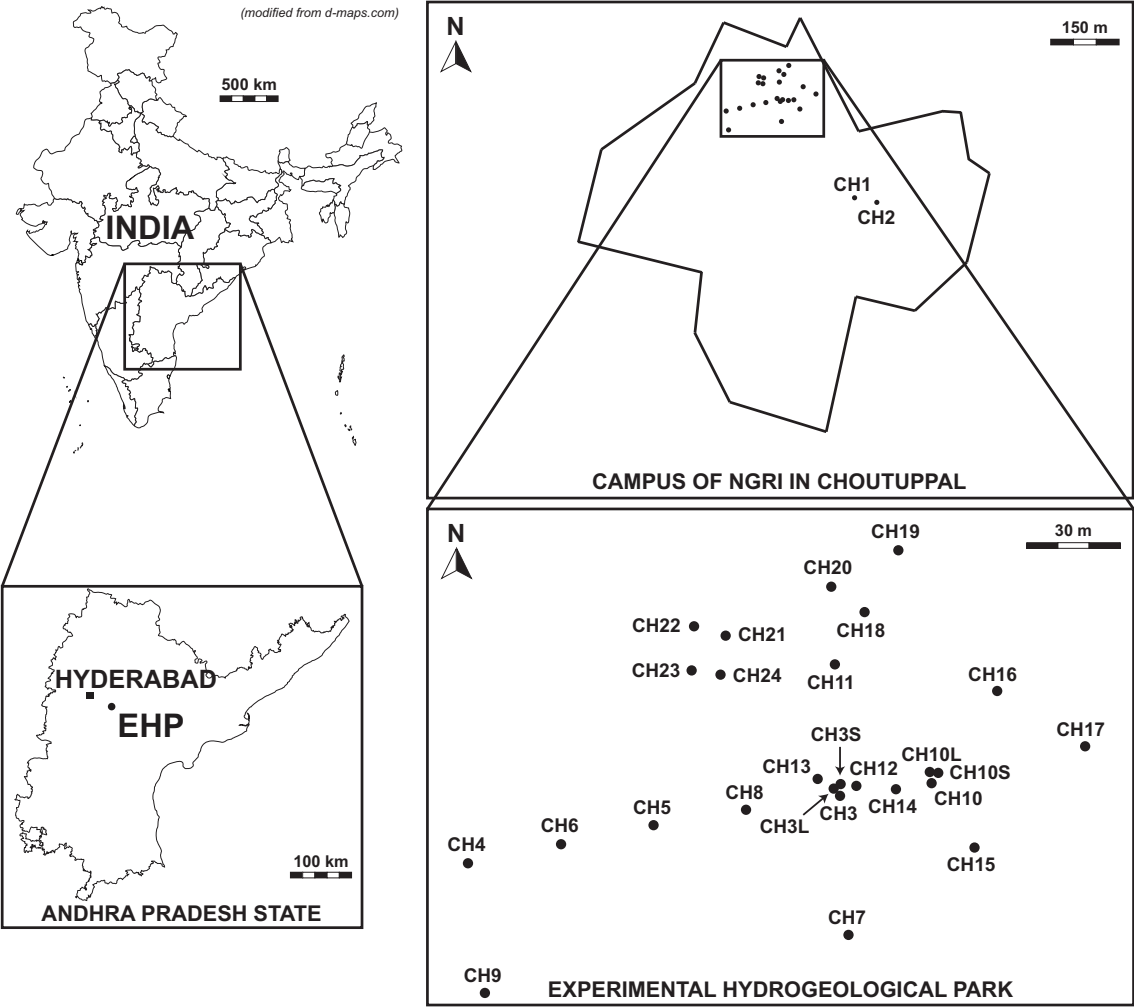 (modified from d-maps.com)
500 km
INDIA
HYDERABAD
EHP
100 km
ANDHRA PRADESH STATE
N
150 m
CH1
CH2
CAMPUS OF NGRI IN CHOUTUPPAL
N
30 m
CH19
CH20
CH22
CH21
CH18
CH23
CH24
CH11
CH16
CH17
CH3S
CH10L
CH13
CH12
CH10S
CH10
CH8
CH14
CH3
CH3L
CH5
CH6
CH4
CH15
CH7
CH9
EXPERIMENTAL HYDROGEOLOGICAL PARK